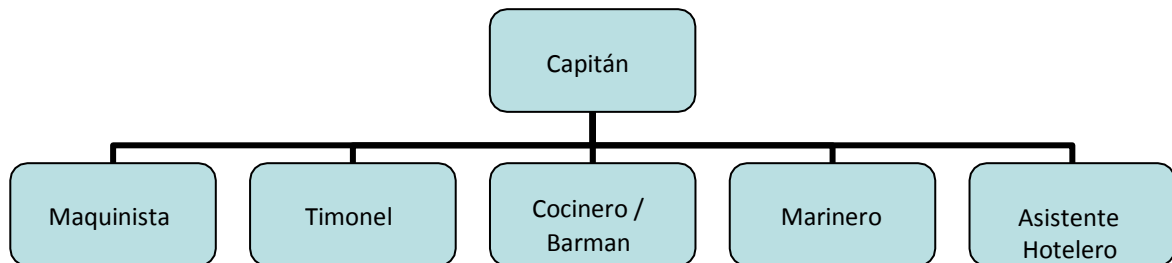 Capitán
Maquinista
Timonel
Cocinero /
Barman
Marinero
Asistente
Hotelero